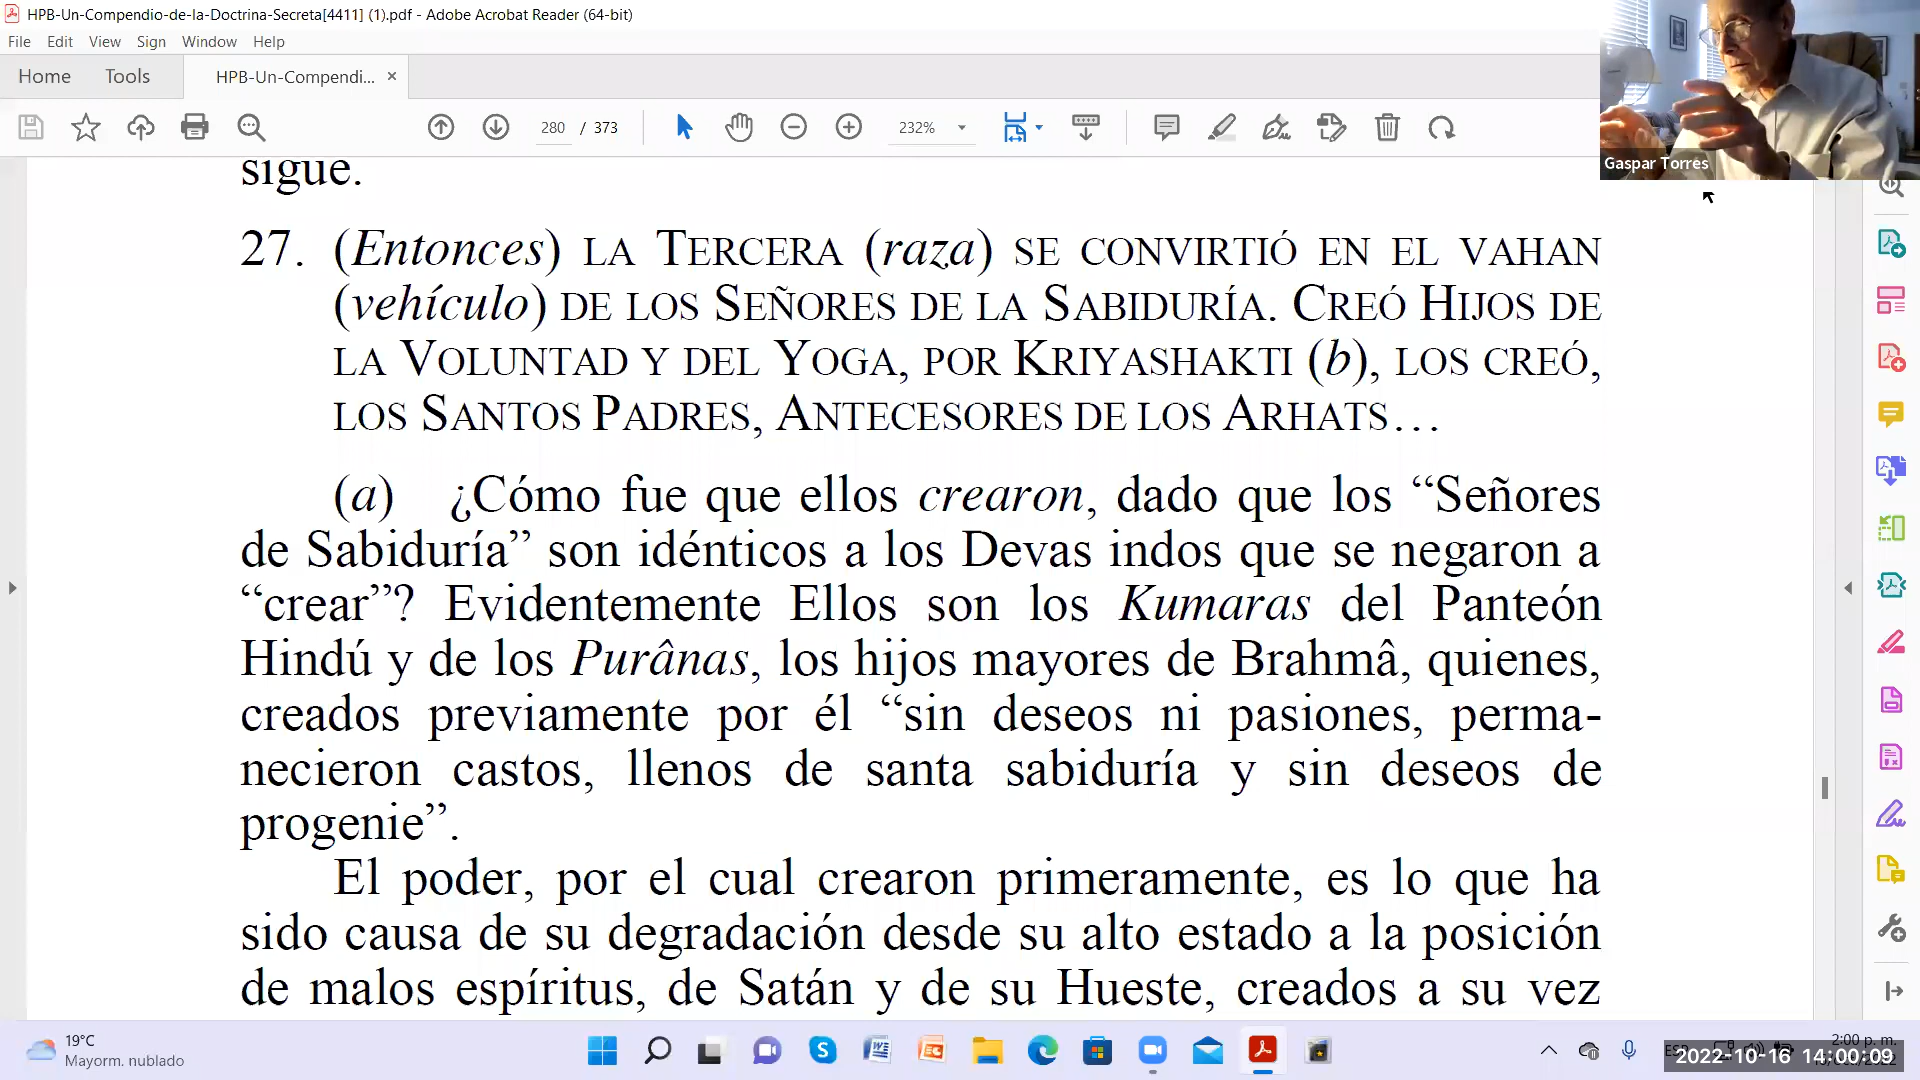 HPB-Un-Compendio-de-la-Doctrina-Secreta[4411] (1).pdf - Adobe Acrobat Reader (64-bit)
File Edit View Sign Window Help
Home Tools HPB-Un-Compendi... ×
280 / 373 232%
Gaspar Torres
sigue.
27. (Entonces) LA TERCERA (raza) SE CONVIRTIÓ EN EL VAHAN
(vehículo) DE LOS SEÑORES DE LA SABIDURÍA. CREÓ HIJOS DE
LA VOLUNTAD Y DEL YOGA, POR KRIYASHAKTI (b), LOS CREÓ,
LOS SANTOS PADRES, ANTECESORES DE LOS ARHATS…
(a) ¿Cómo fue que ellos crearon, dado que los “Señores
de Sabiduría” son idénticos a los Devas indos que se negaron a
“crear”? Evidentemente Ellos son los Kumaras del Panteón
Hindú y de los Purânas, los hijos mayores de Brahmâ, quienes,
creados previamente por él “sin deseos ni pasiones, perma-
necieron castos, llenos de santa sabiduría y sin deseos de
progenie”.
El poder, por el cual crearon primeramente, es lo que ha
sido causa de su degradación desde su alto estado a la posición
de malos espíritus, de Satán y de su Hueste, creados a su vez
19°C
Mayorm. nublado
2:00 p. m.
2022-10-16 14:00:09